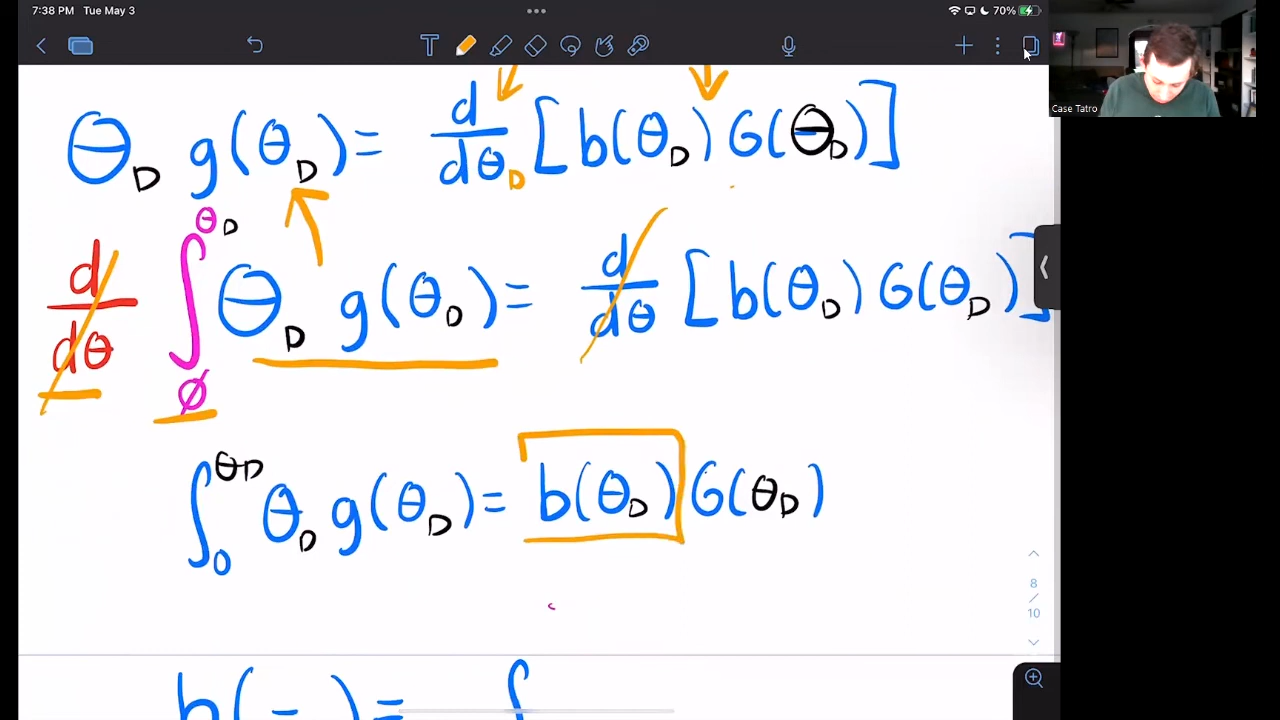 7:38 PM Tue May 3
70%
Case Tatro
θ_D g(θ_D) = d/dθ_D [b(θ_D) G(θ_D)]
d/dθ ∫_∅^{θ_D} θ_D g(θ_D) = d/dθ [b(θ_D) G(θ_D)]
∫_0^{θ_D} θ_D g(θ_D) = b(θ_D) G(θ_D)
8
/
10